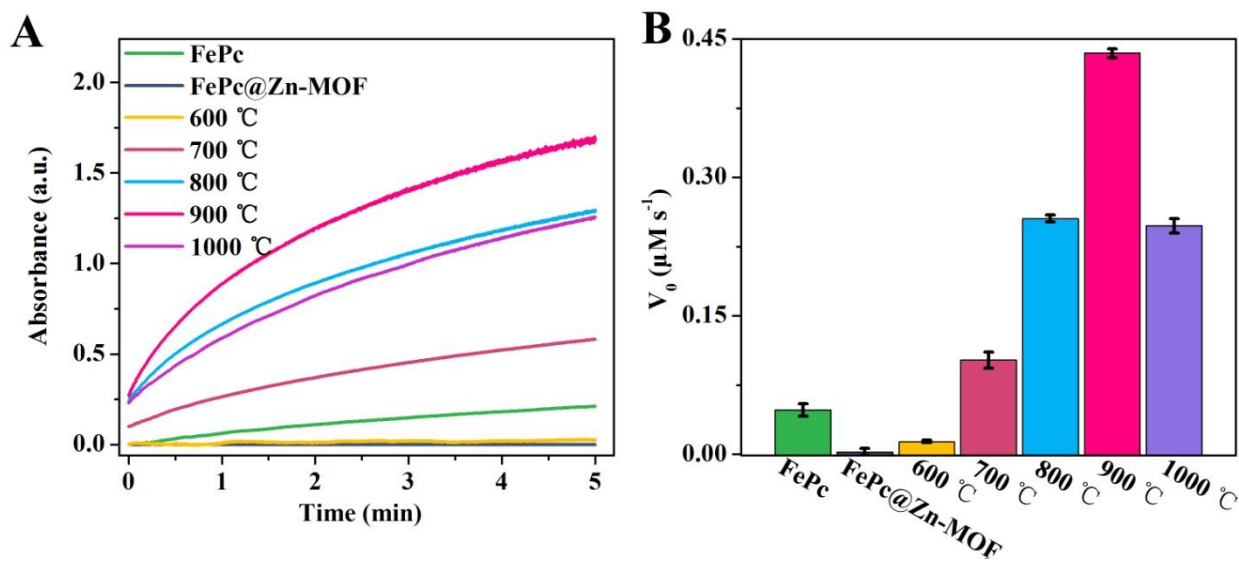 A
FePc
FePc@Zn-MOF
600 ℃
700 ℃
800 ℃
900 ℃
1000 ℃
2.0
1.5
1.0
0.5
0.0
Absorbance (a.u.)
0 1 2 3 4 5
Time (min)
B
0.45
0.30
0.15
0.00
V₀ (μM s⁻¹)
FePc
FePc@Zn-MOF
600 ℃
700 ℃
800 ℃
900 ℃
1000 ℃